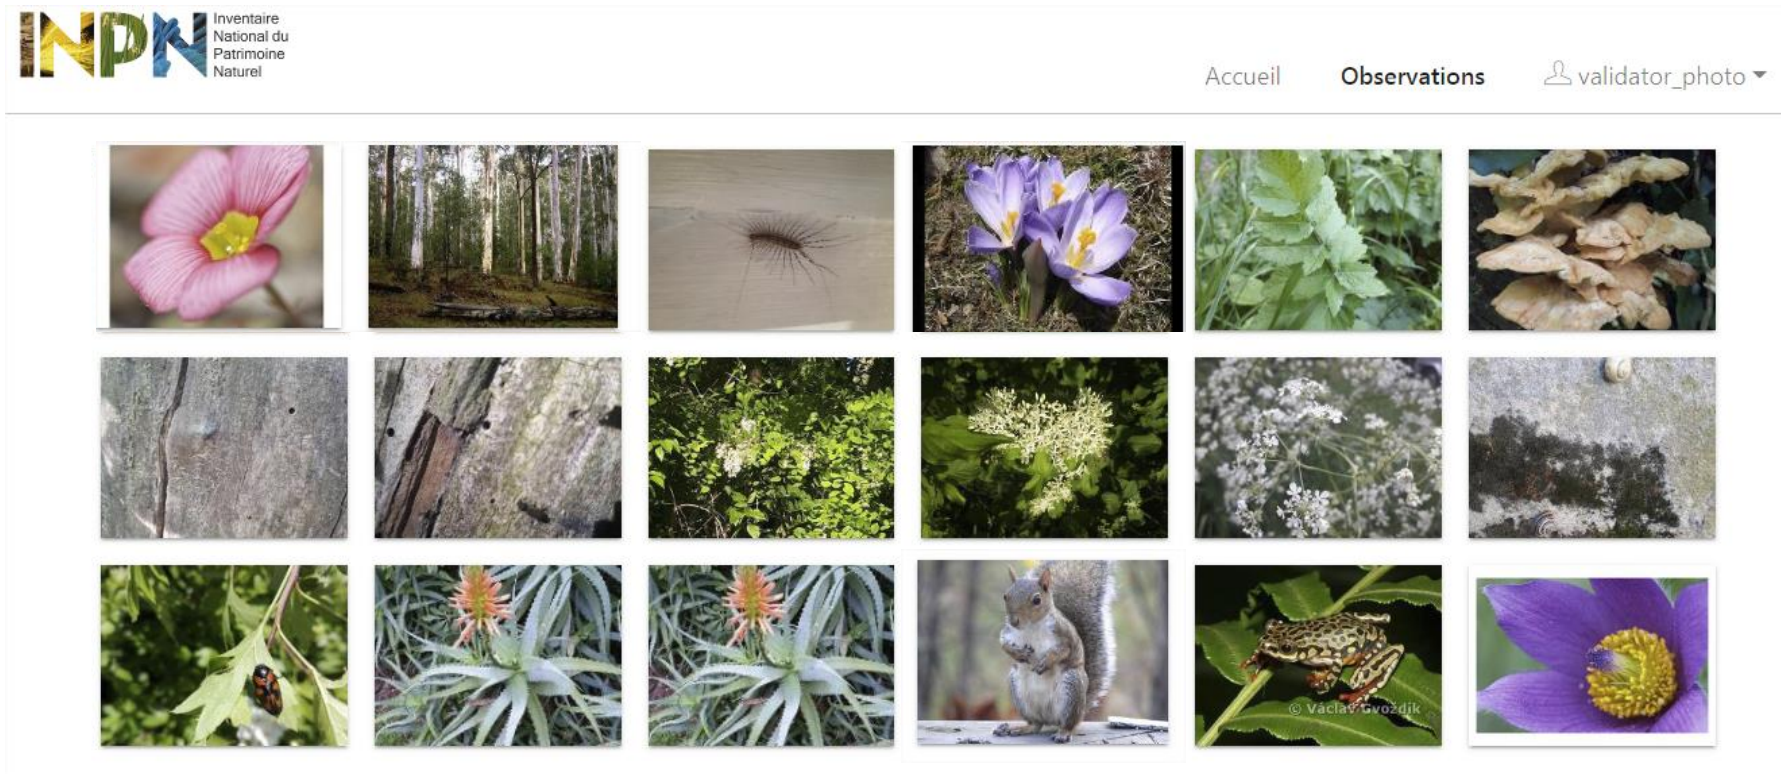 INPN
Inventaire
National du
Patrimoine
Naturel
Accueil
Observations
validator_photo
© Václav Gvoždík